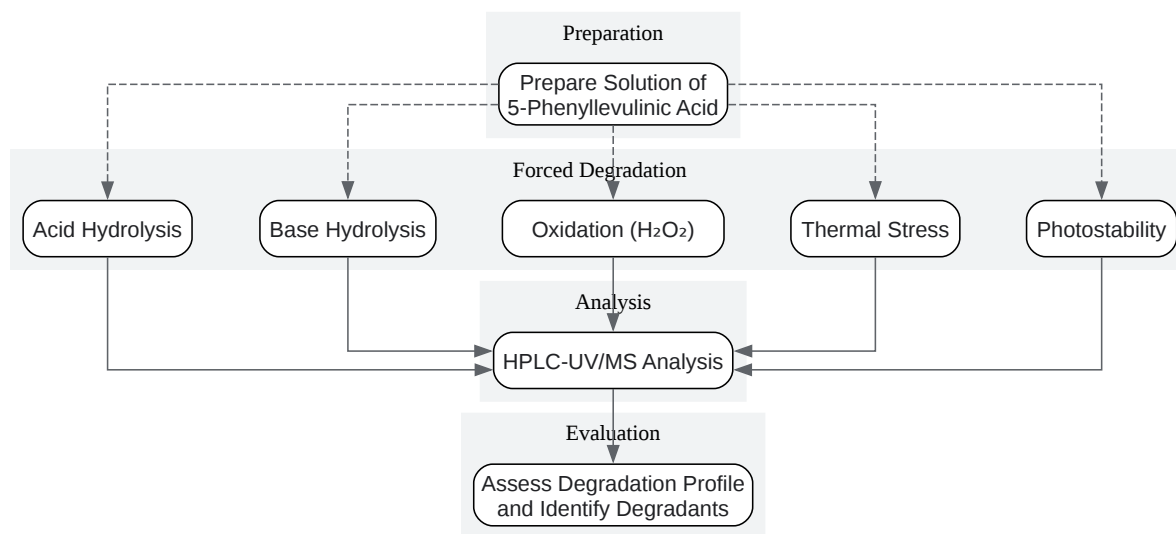 Preparation
Prepare Solution of
5-Phenyllevulinic Acid
Forced Degradation
Acid Hydrolysis
Base Hydrolysis
Oxidation (H₂O₂)
Thermal Stress
Photostability
Analysis
HPLC-UV/MS Analysis
Evaluation
Assess Degradation Profile
and Identify Degradants